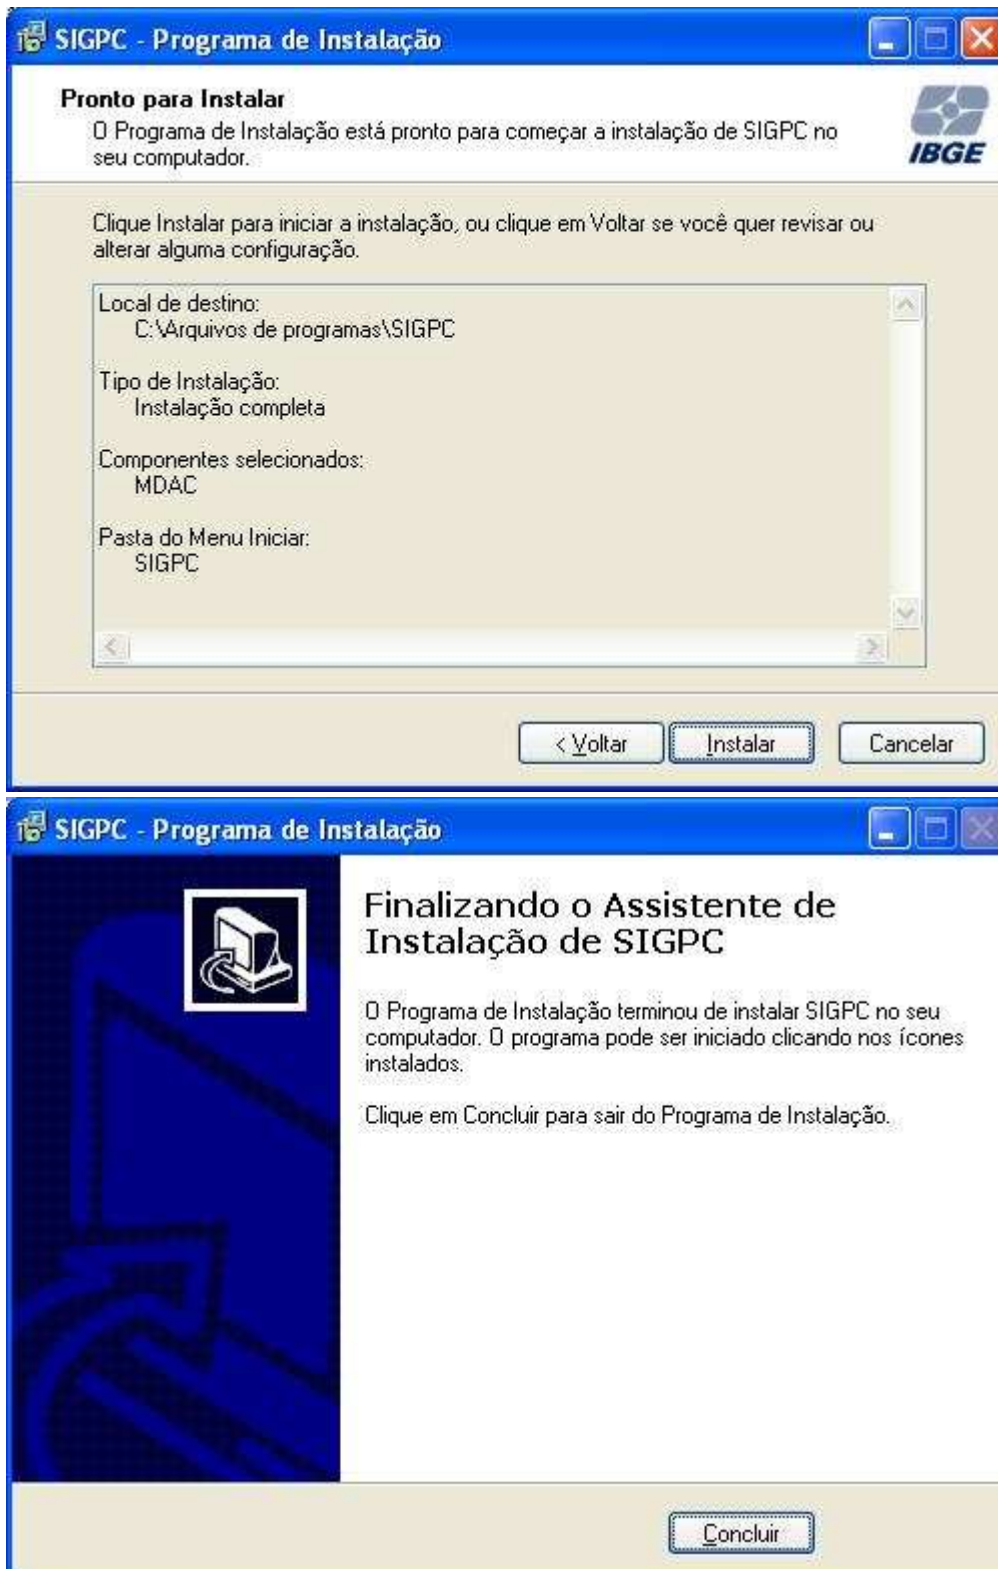 SIGPC - Programa de Instalação
Pronto para Instalar
O Programa de Instalação está pronto para começar a instalação de SIGPC no
seu computador.
IBGE
Clique Instalar para iniciar a instalação, ou clique em Voltar se você quer revisar ou
alterar alguma configuração.
Local de destino:
C:\Arquivos de programas\SIGPC
Tipo de Instalação:
Instalação completa
Componentes selecionados:
MDAC
Pasta do Menu Iniciar:
SIGPC
< Voltar
Instalar
Cancelar
SIGPC - Programa de Instalação
Finalizando o Assistente de
Instalação de SIGPC
O Programa de Instalação terminou de instalar SIGPC no seu
computador. O programa pode ser iniciado clicando nos ícones
instalados.
Clique em Concluir para sair do Programa de Instalação.
Concluir